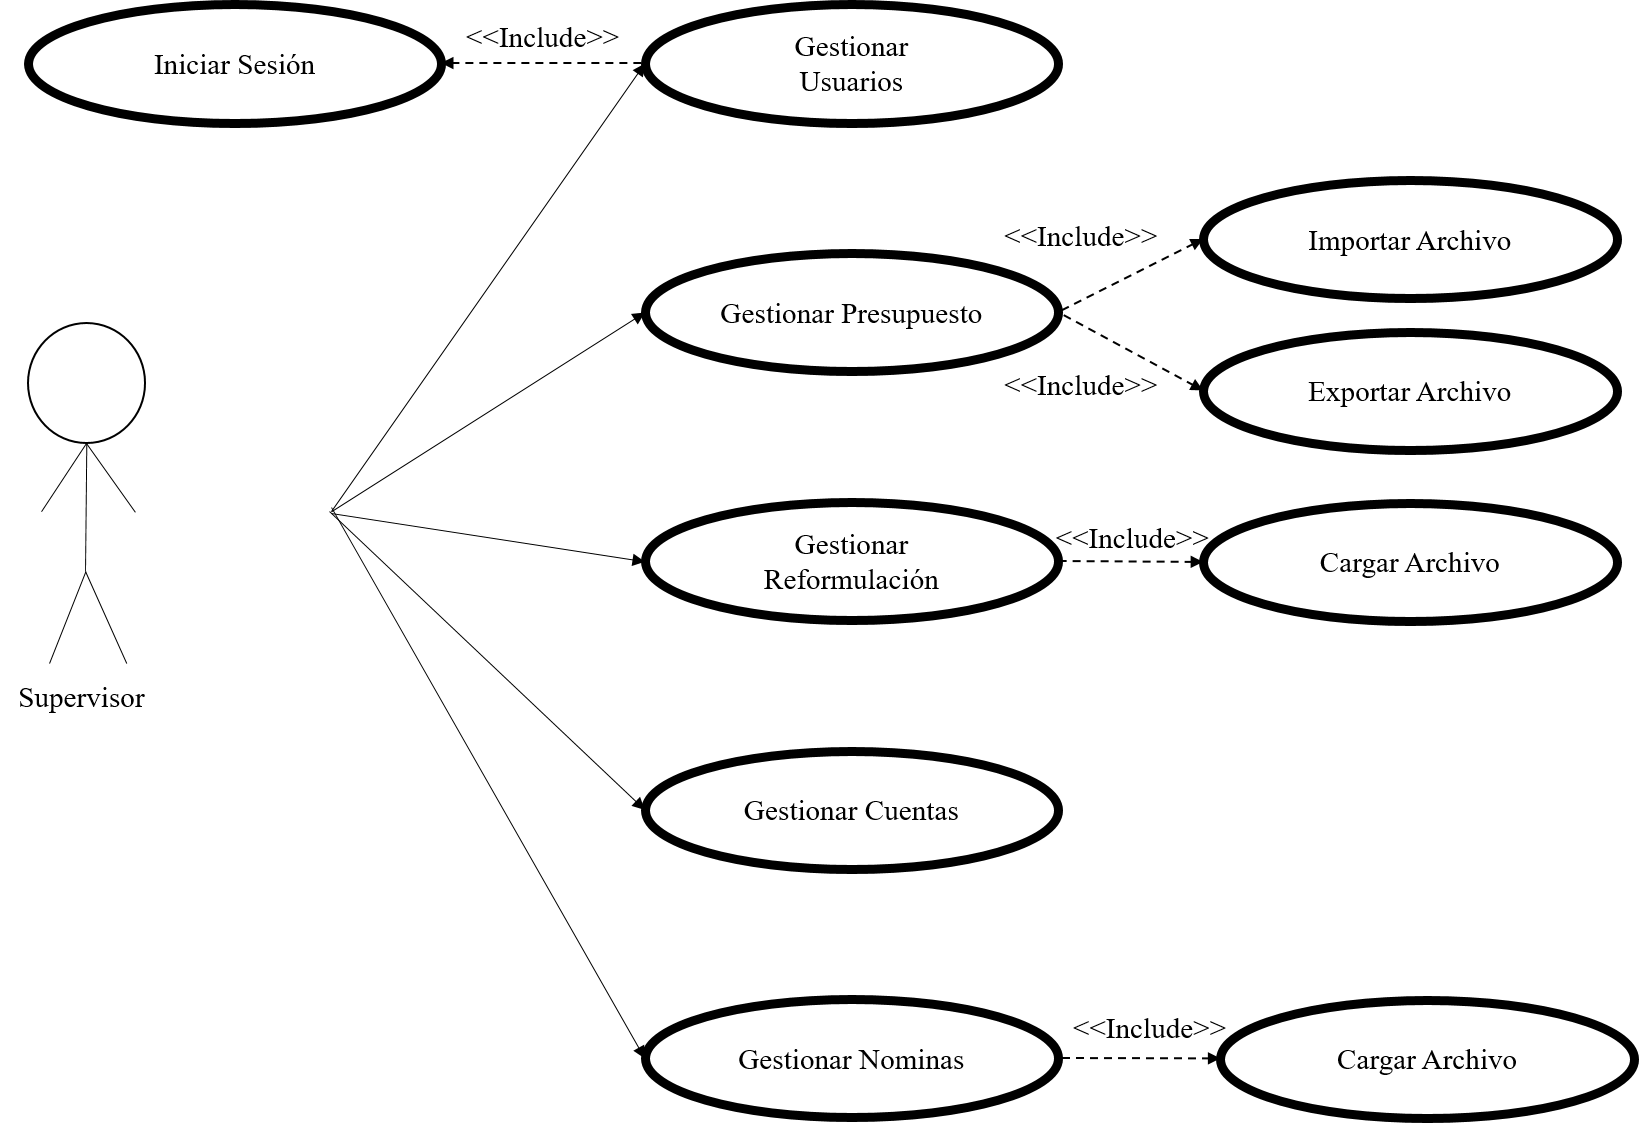 Iniciar Sesión
<<Include>>
Gestionar
Usuarios
<<Include>>
Importar Archivo
Gestionar Presupuesto
<<Include>>
Exportar Archivo
Gestionar
Reformulación
<<Include>>
Cargar Archivo
Supervisor
Gestionar Cuentas
Gestionar Nominas
<<Include>>
Cargar Archivo